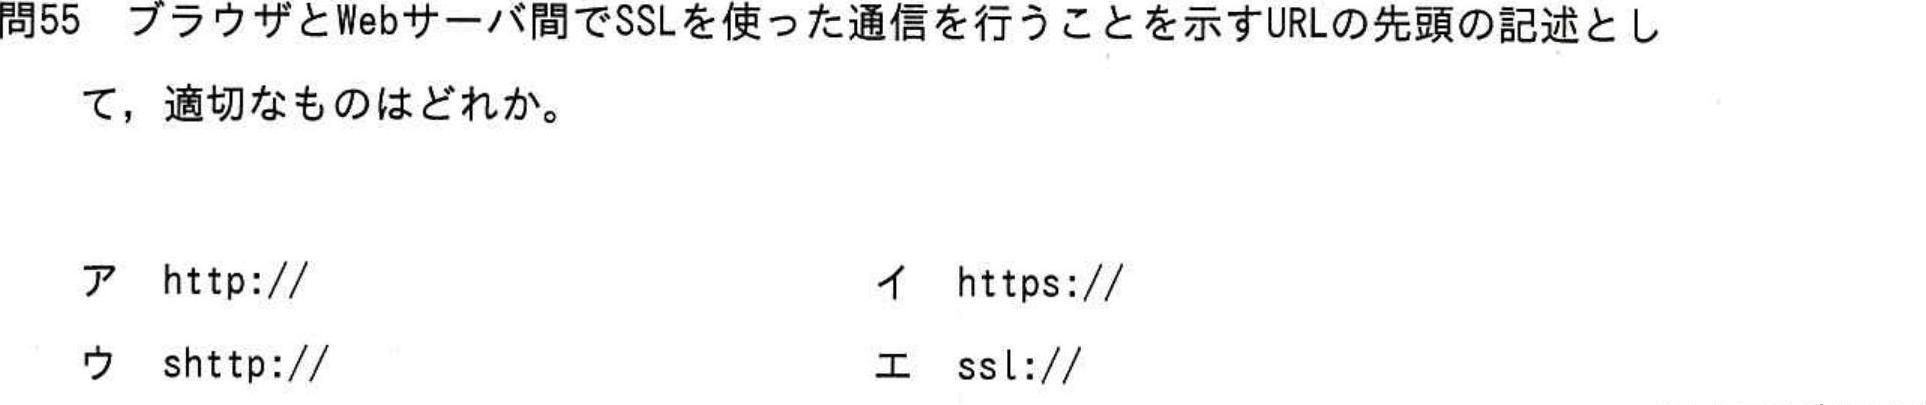 問55　ブラウザとWebサーバ間でSSLを使った通信を行うことを示すURLの先頭の記述とし
て，適切なものはどれか。
ア　http://　イ　https://
ウ　shttp://　エ　ssl://